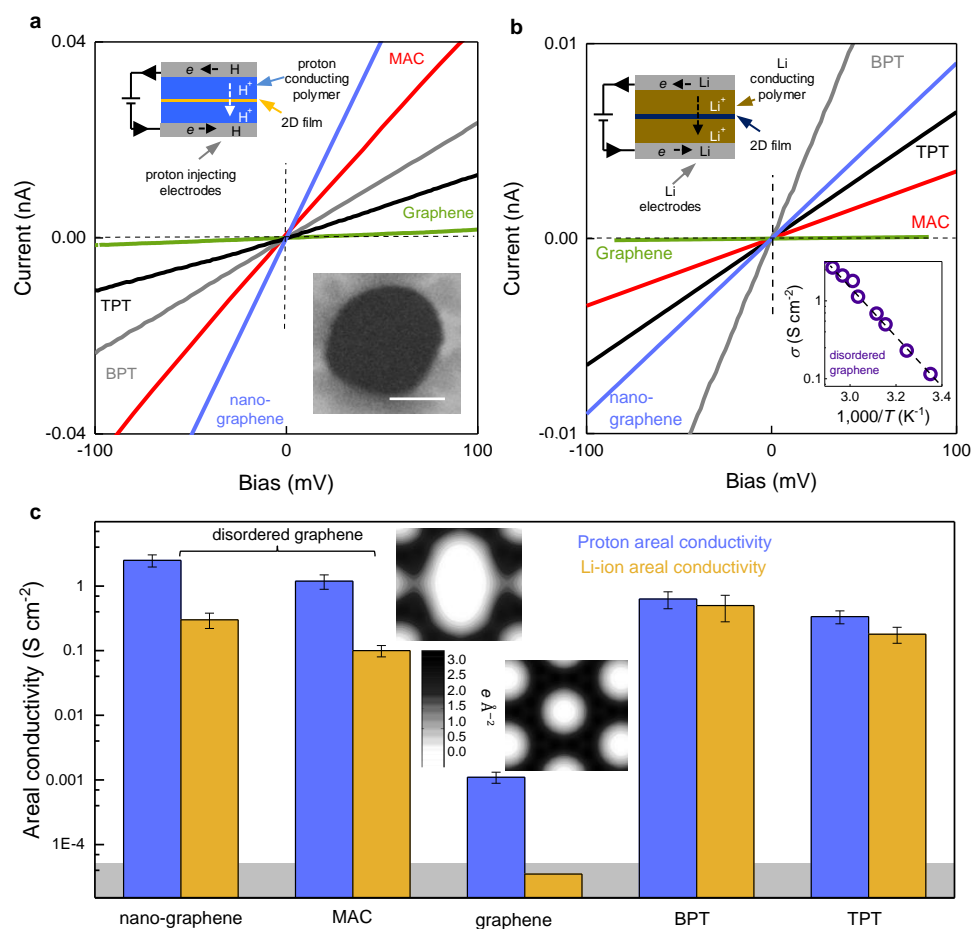 a
0.04
0.00
-0.04
-100
0
100
Current (nA)
Bias (mV)
e H
H+
H+
e H
proton
conducting
polymer
2D film
proton injecting
electrodes
MAC
Graphene
TPT
BPT
nano-
graphene
b
0.01
0.00
-0.01
-100
0
100
Current (nA)
Bias (mV)
e Li
Li+
Li+
e Li
Li
conducting
polymer
2D film
Li
electrodes
BPT
TPT
MAC
Graphene
nano-
graphene
σ (S cm-2)
1
0.1
disordered
graphene
3.0 3.2 3.4
1,000/T (K-1)
c
disordered graphene
Proton areal conductivity
Li-ion areal conductivity
Areal conductivity (S cm-2)
1
0.1
0.01
0.001
1E-4
3.0
2.5
2.0
1.5
1.0
0.0
e Å-2
nano-graphene MAC graphene BPT TPT